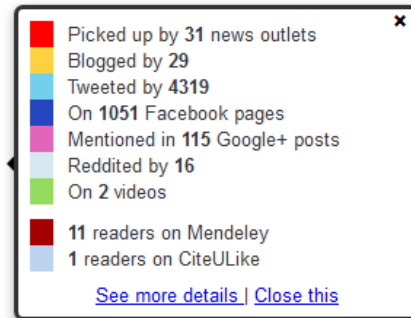 ×
Picked up by 31 news outlets
Blogged by 29
Tweeted by 4319
On 1051 Facebook pages
Mentioned in 115 Google+ posts
Reddited by 16
On 2 videos
11 readers on Mendeley
1 readers on CiteULike
See more details | Close this